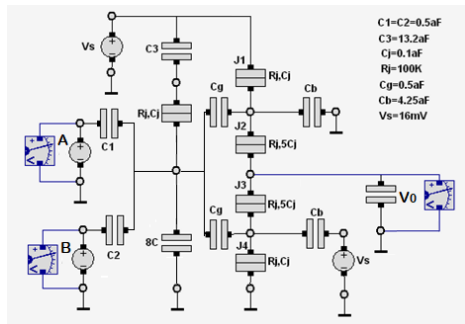 Vs
C3
J1
Rj,Cj
C1=C2=0.5aF
C3=13.2aF
Cj=0.1aF
Rj=100K
Cg=0.5aF
Cb=4.25aF
Vs=16mV
Cg
Cb
Rj,Cj
A
C1
J2
Rj,5Cj
J3
Rj,5Cj
V0
B
C2
8C
Cg
Cb
J4
Rj,Cj
Vs